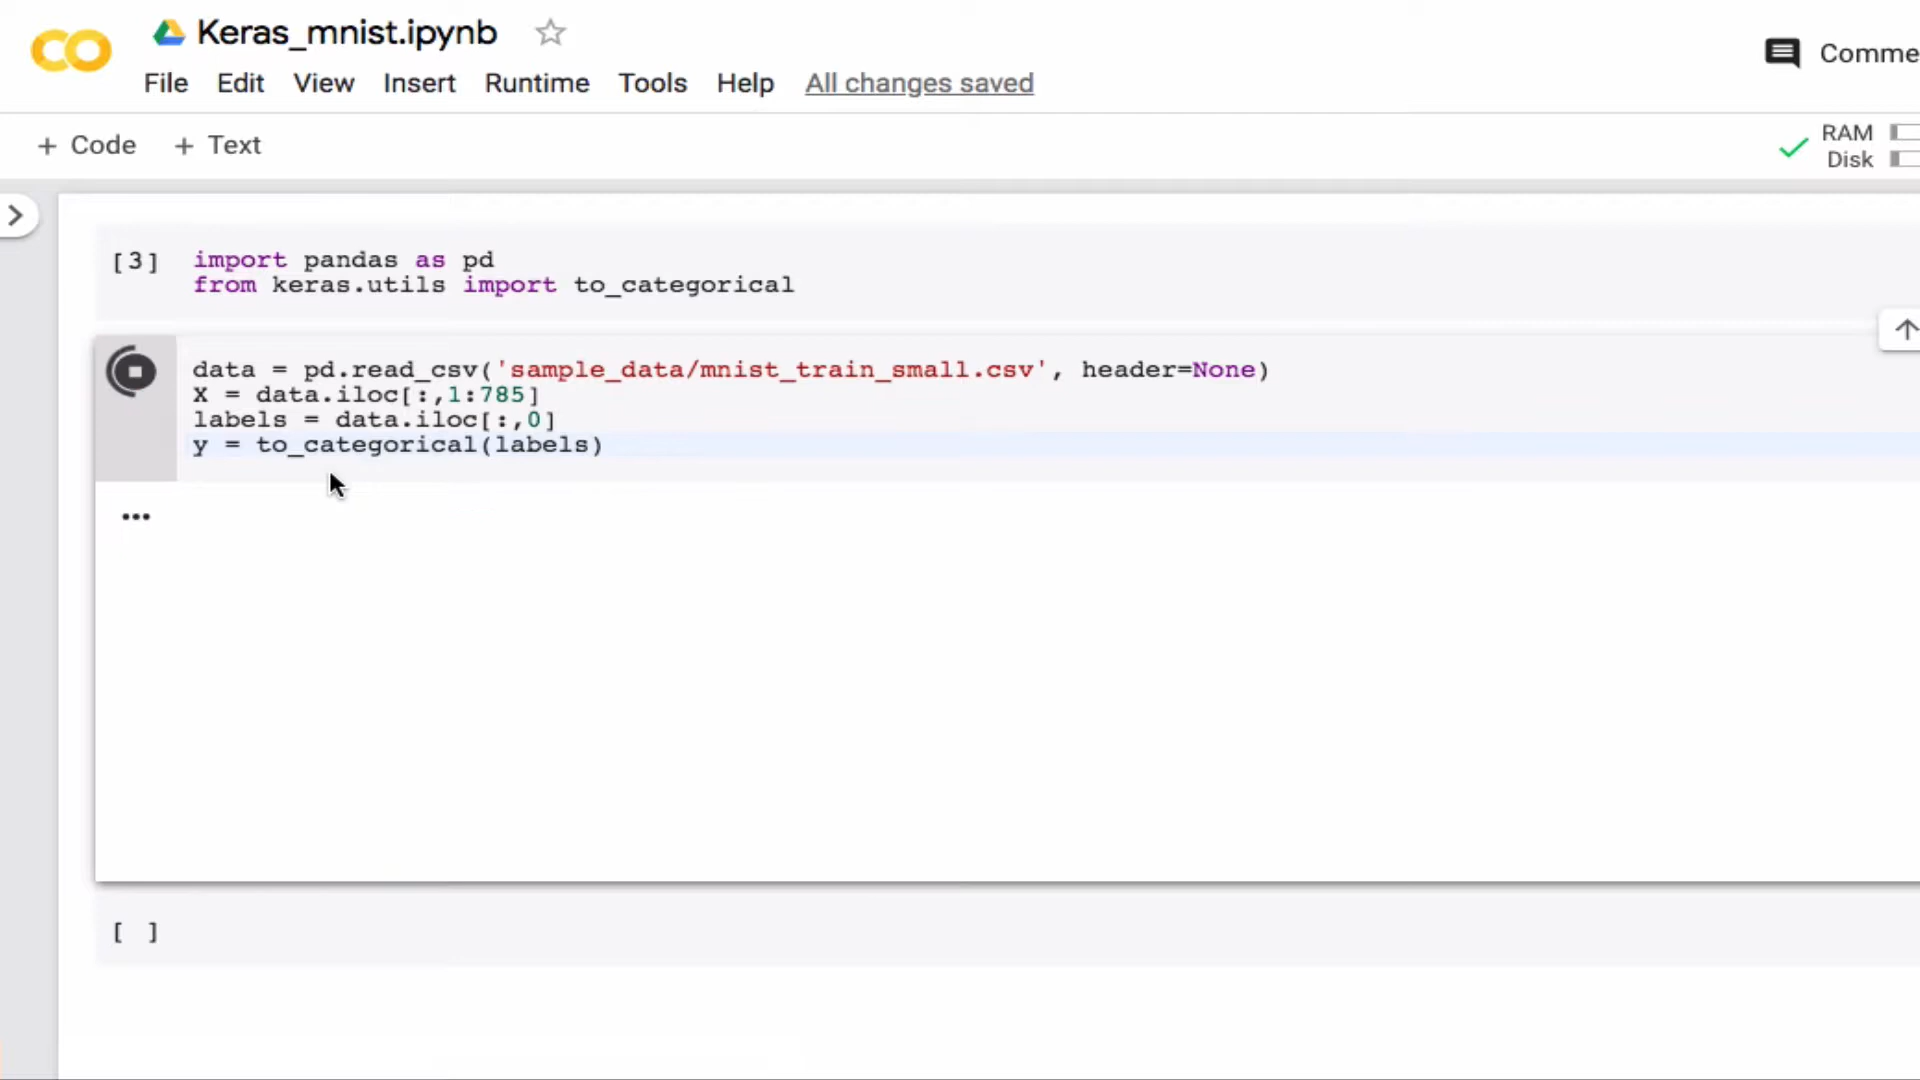 Keras_mnist.ipynb
Comme
File Edit View Insert Runtime Tools Help All changes saved
+ Code + Text
RAM
Disk
[3] import pandas as pd
from keras.utils import to_categorical
data = pd.read_csv('sample_data/mnist_train_small.csv', header=None)
X = data.iloc[:,1:785]
labels = data.iloc[:,0]
y = to_categorical(labels)
[ ]